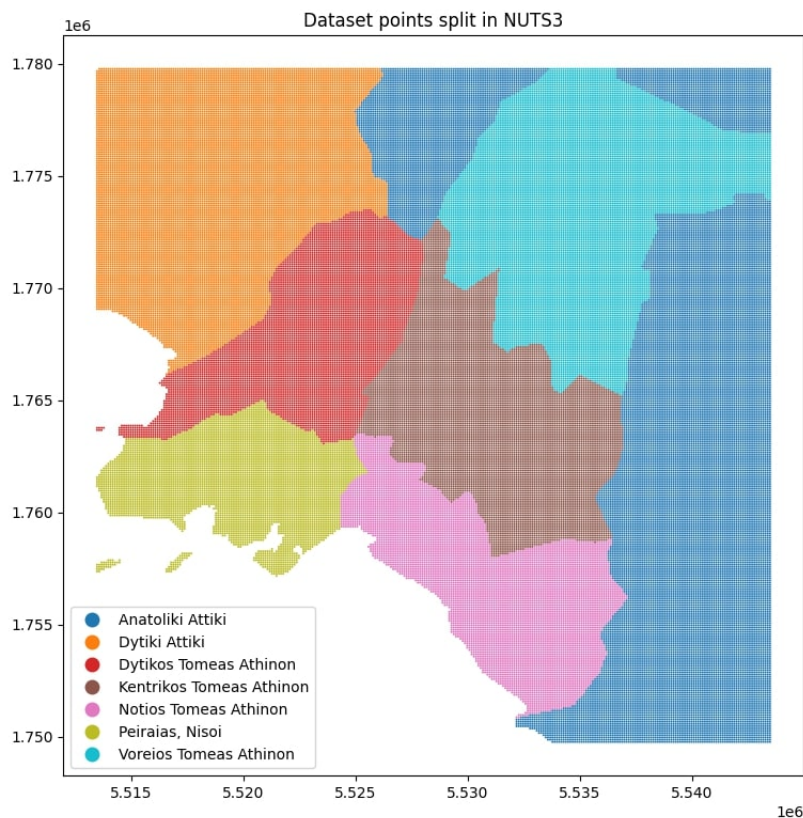 Dataset points split in NUTS3
1e6
1.780
1.775
1.770
1.765
1.760
1.755
1.750
Anatoliki Attiki
Dytiki Attiki
Dytikos Tomeas Athinon
Kentrikos Tomeas Athinon
Notios Tomeas Athinon
Peiraias, Nisoi
Voreios Tomeas Athinon
5.515 5.520 5.525 5.530 5.535 5.540
1e6